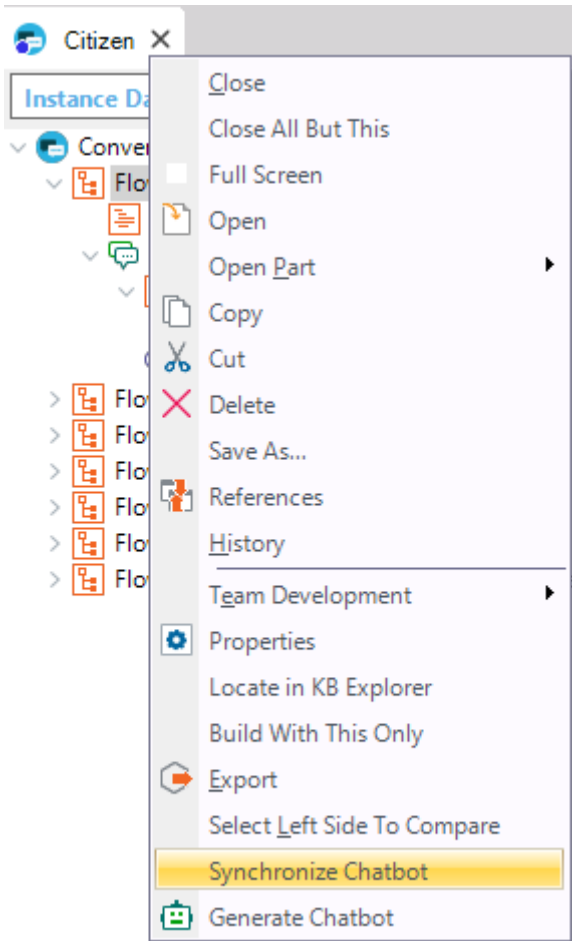 Citizen
Instance Da
Conver
Flo
Flo
Flo
Flo
Flo
Flo
Flo
Close
Close All But This
Full Screen
Open
Open Part
Copy
Cut
Delete
Save As...
References
History
Team Development
Properties
Locate in KB Explorer
Build With This Only
Export
Select Left Side To Compare
Synchronize Chatbot
Generate Chatbot